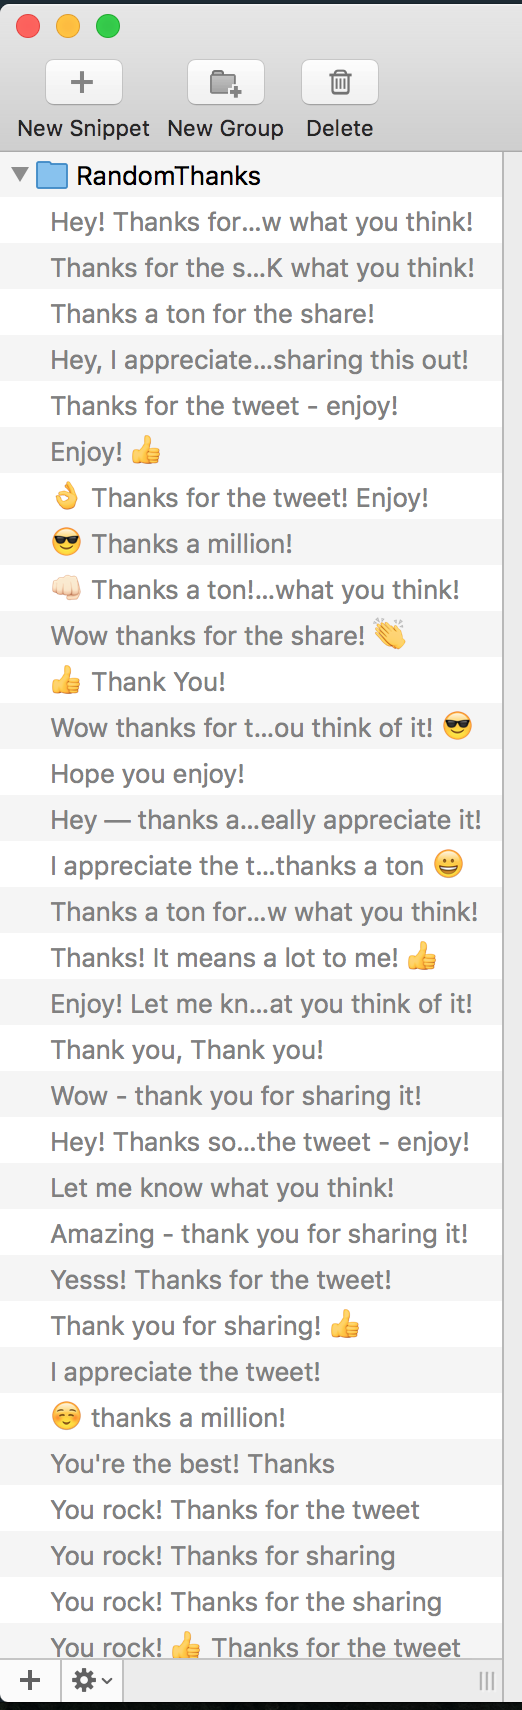 New Snippet New Group Delete
RandomThanks
Hey! Thanks for...w what you think!
Thanks for the s...K what you think!
Thanks a ton for the share!
Hey, I appreciate...sharing this out!
Thanks for the tweet - enjoy!
Enjoy! 👍
👌 Thanks for the tweet! Enjoy!
😎 Thanks a million!
👊🏻 Thanks a ton!...what you think!
Wow thanks for the share! 👏
👍 Thank You!
Wow thanks for t...ou think of it! 😎
Hope you enjoy!
Hey — thanks a...eally appreciate it!
I appreciate the t...thanks a ton 😀
Thanks a ton for...w what you think!
Thanks! It means a lot to me! 👍
Enjoy! Let me kn...at you think of it!
Thank you, Thank you!
Wow - thank you for sharing it!
Hey! Thanks so...the tweet - enjoy!
Let me know what you think!
Amazing - thank you for sharing it!
Yesss! Thanks for the tweet!
Thank you for sharing! 👍
I appreciate the tweet!
☺️ thanks a million!
You're the best! Thanks
You rock! Thanks for the tweet
You rock! Thanks for sharing
You rock! Thanks for the sharing
You rock! 👍 Thanks for the tweet